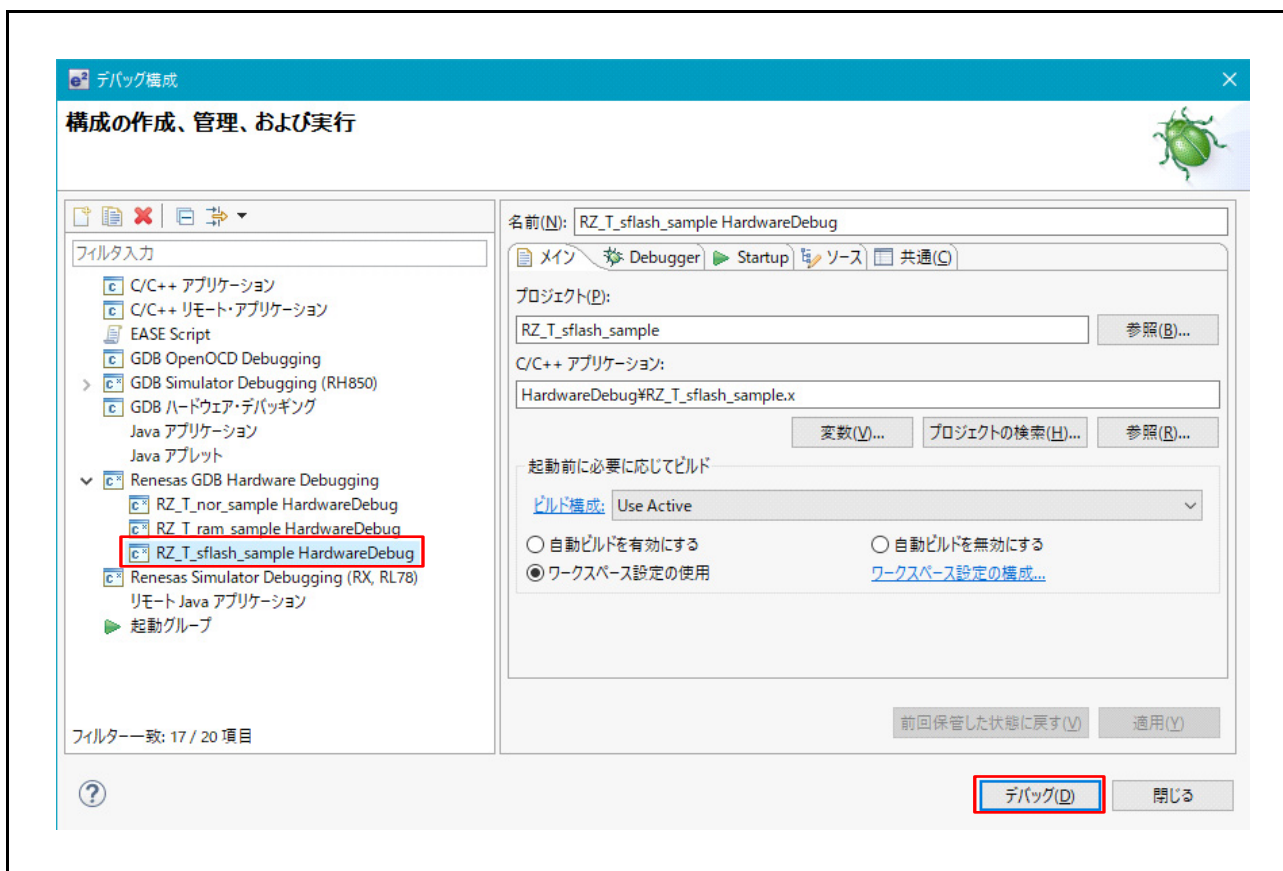 e² デバッグ構成
構成の作成、管理、および実行
フィルタ入力
C/C++ アプリケーション
C/C++ リモート・アプリケーション
EASE Script
GDB OpenOCD Debugging
GDB Simulator Debugging (RH850)
GDB ハードウェア・デバッギング
Java アプリケーション
Java アプレット
Renesas GDB Hardware Debugging
RZ_T_nor_sample HardwareDebug
RZ_T_ram_sample HardwareDebug
RZ_T_sflash_sample HardwareDebug
Renesas Simulator Debugging (RX, RL78)
リモート Java アプリケーション
起動グループ
フィルター一致: 17 / 20 項目
名前(N): RZ_T_sflash_sample HardwareDebug
メイン Debugger Startup ソース 共通(C)
プロジェクト(P):
RZ_T_sflash_sample 参照(B)...
C/C++ アプリケーション:
HardwareDebug¥RZ_T_sflash_sample.x
変数(V)... プロジェクトの検索(H)... 参照(R)...
起動前に必要に応じてビルド
ビルド構成: Use Active
自動ビルドを有効にする 自動ビルドを無効にする
ワークスペース設定の使用 ワークスペース設定の構成...
前回保管した状態に戻す(V) 適用(Y)
? デバッグ(D) 閉じる